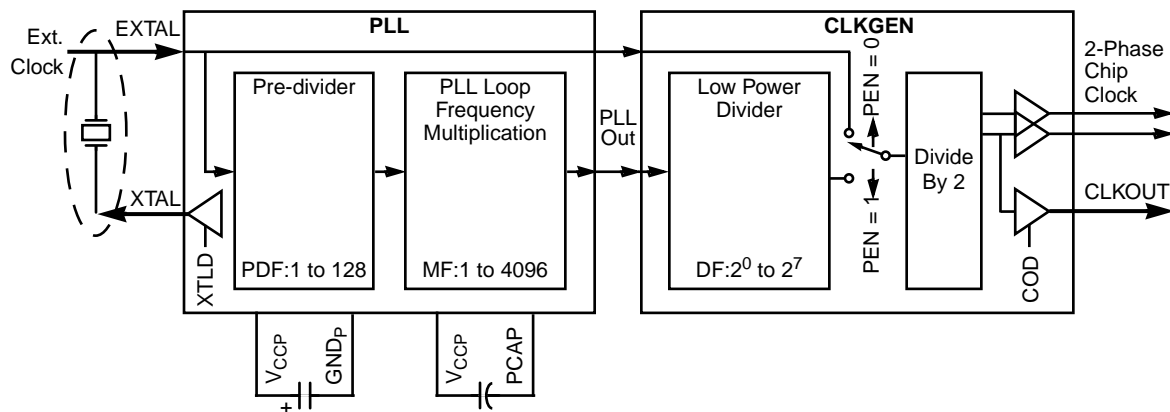 PLL
CLKGEN
Ext.
Clock
EXTAL
XTAL
XTLD
Pre-divider
PDF:1 to 128
PLL Loop
Frequency
Multiplication
MF:1 to 4096
PLL
Out
Low Power
Divider
DF:2⁰ to 2⁷
PEN = 0
PEN = 1
Divide
By 2
2-Phase
Chip
Clock
CLKOUT
COD
VCCP
GNDP
+
VCCP
PCAP